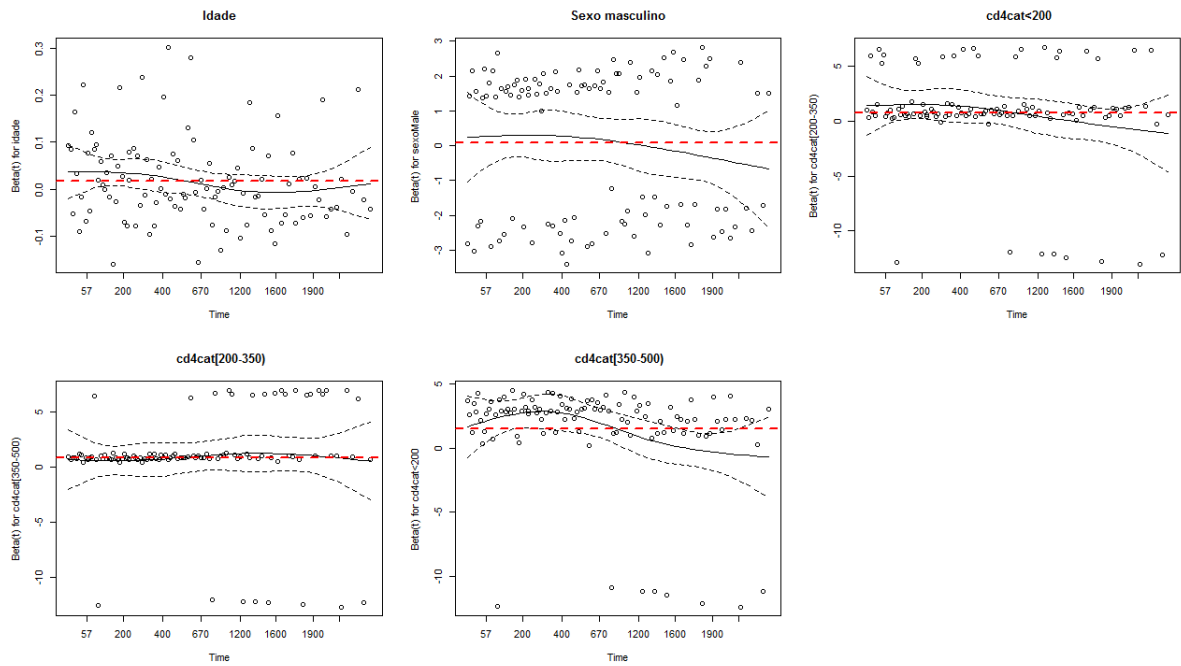 Idade
0.3
0.2
0.1
0.0
-0.1
Beta(t) for idade
57 200 400 670 1200 1600 1900
Time
Sexo masculino
3
2
1
0
-1
-2
-3
Beta(t) for sexoMale
57 200 400 670 1200 1600 1900
Time
cd4cat<200
5
0
-5
-10
Beta(t) for cd4cat[200-350)
57 200 400 670 1200 1600 1900
Time
cd4cat[200-350)
5
0
-5
-10
Beta(t) for cd4cat[350-500)
57 200 400 670 1200 1600 1900
Time
cd4cat[350-500)
5
0
-5
-10
Beta(t) for cd4cat<200
57 200 400 670 1200 1600 1900
Time